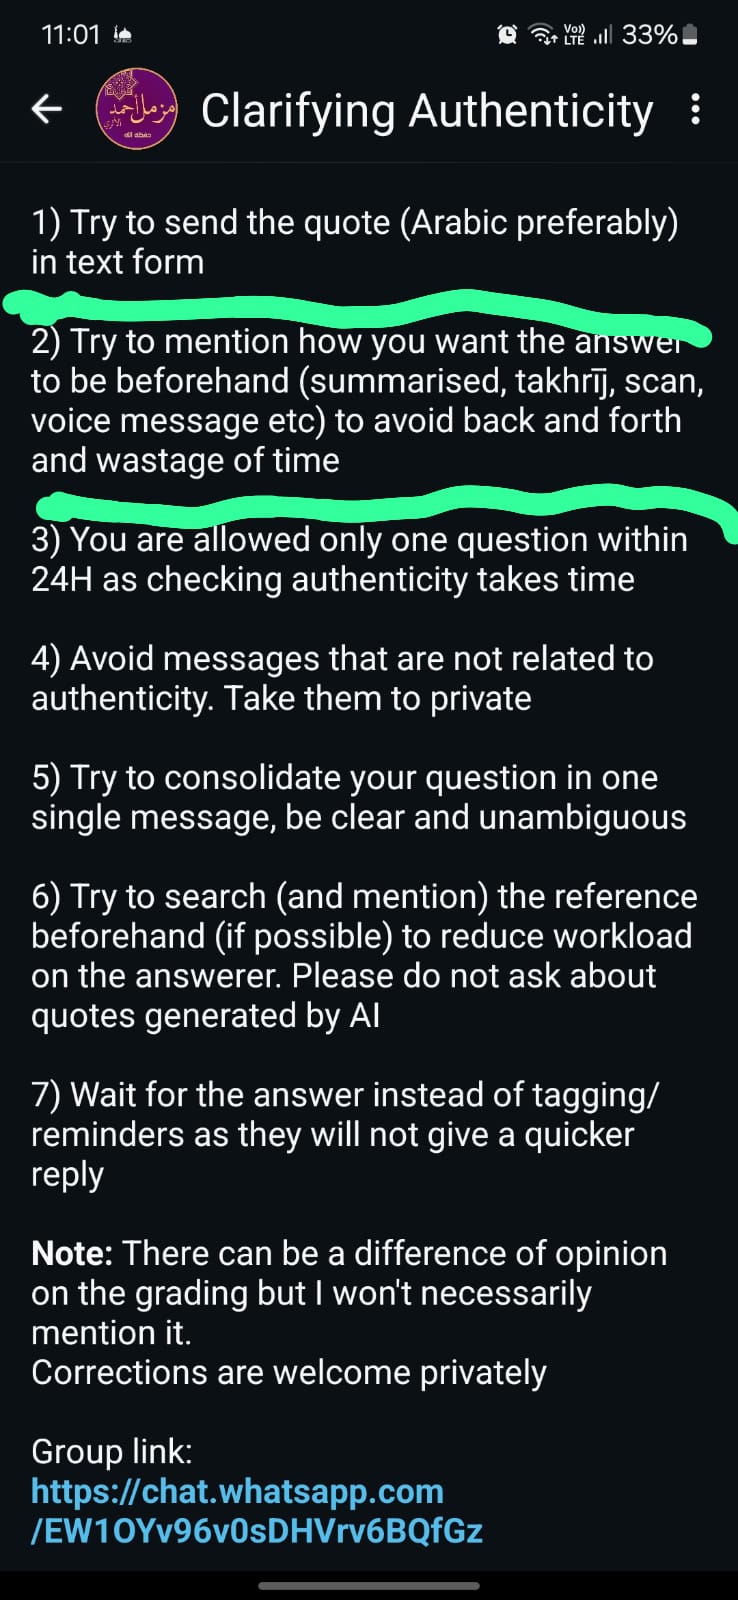 11:01
Vo))
LTE
33%
مزمل أحمد
حفظه الله
Clarifying Authenticity
1) Try to send the quote (Arabic preferably)
in text form
2) Try to mention how you want the answer
to be beforehand (summarised, takhrīj, scan,
voice message etc) to avoid back and forth
and wastage of time
3) You are allowed only one question within
24H as checking authenticity takes time
4) Avoid messages that are not related to
authenticity. Take them to private
5) Try to consolidate your question in one
single message, be clear and unambiguous
6) Try to search (and mention) the reference
beforehand (if possible) to reduce workload
on the answerer. Please do not ask about
quotes generated by AI
7) Wait for the answer instead of tagging/
reminders as they will not give a quicker
reply
Note: There can be a difference of opinion
on the grading but I won't necessarily
mention it.
Corrections are welcome privately
Group link:
https://chat.whatsapp.com
/EW1OYv96v0sDHVrv6BQfGz